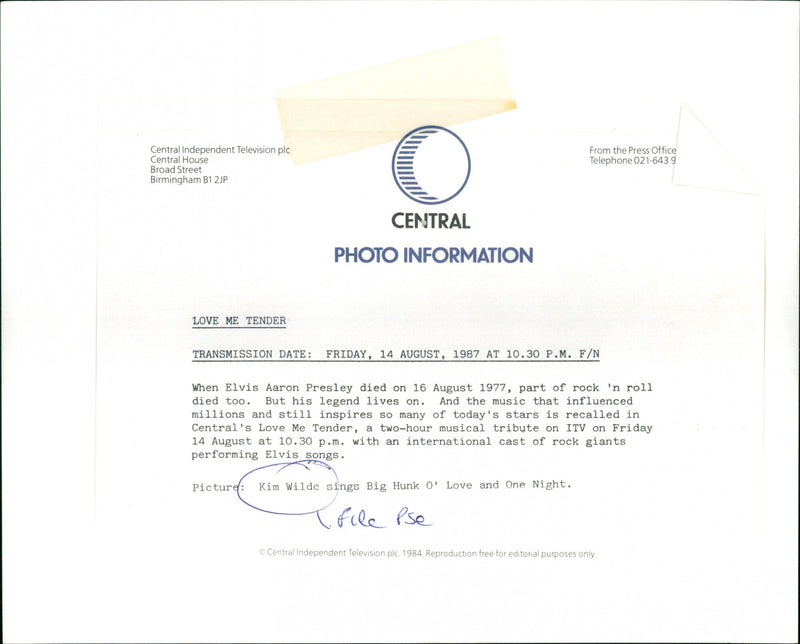 Central Independent Television plc
Central House
Broad Street
Birmingham B1 2JP
From the Press Office
Telephone 021-643 9
CENTRAL
PHOTO INFORMATION
LOVE ME TENDER
TRANSMISSION DATE: FRIDAY, 14 AUGUST, 1987 AT 10.30 P.M. F/N
When Elvis Aaron Presley died on 16 August 1977, part of rock 'n roll
died too. But his legend lives on. And the music that influenced
millions and still inspires so many of today's stars is recalled in
Central's Love Me Tender, a two-hour musical tribute on ITV on Friday
14 August at 10.30 p.m. with an international cast of rock giants
performing Elvis songs.
Picture: Kim Wilde sings Big Hunk O' Love and One Night.
File Pse
© Central Independent Television plc. 1984. Reproduction free for editorial purposes only.